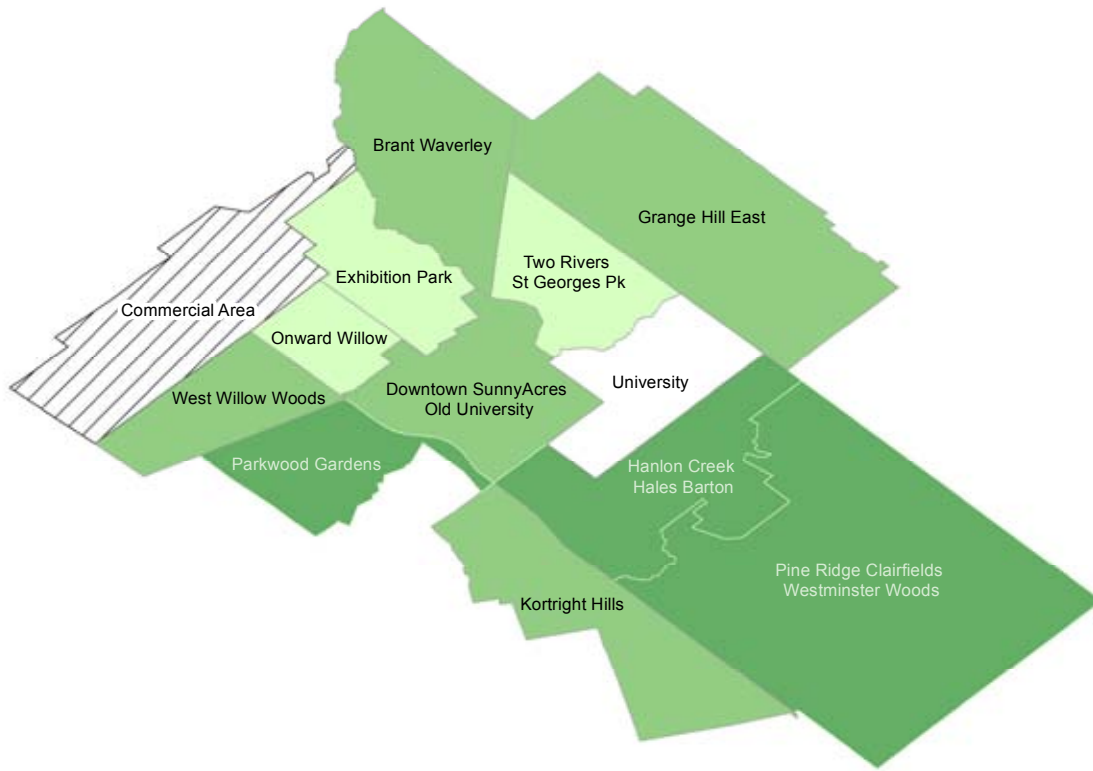 Brant Waverley
Grange Hill East
Two Rivers
St Georges Pk
Exhibition Park
Commercial Area
Onward Willow
University
West Willow Woods
Downtown SunnyAcres
Old University
Parkwood Gardens
Hanlon Creek
Hales Barton
Pine Ridge Clairfields
Westminster Woods
Kortright Hills